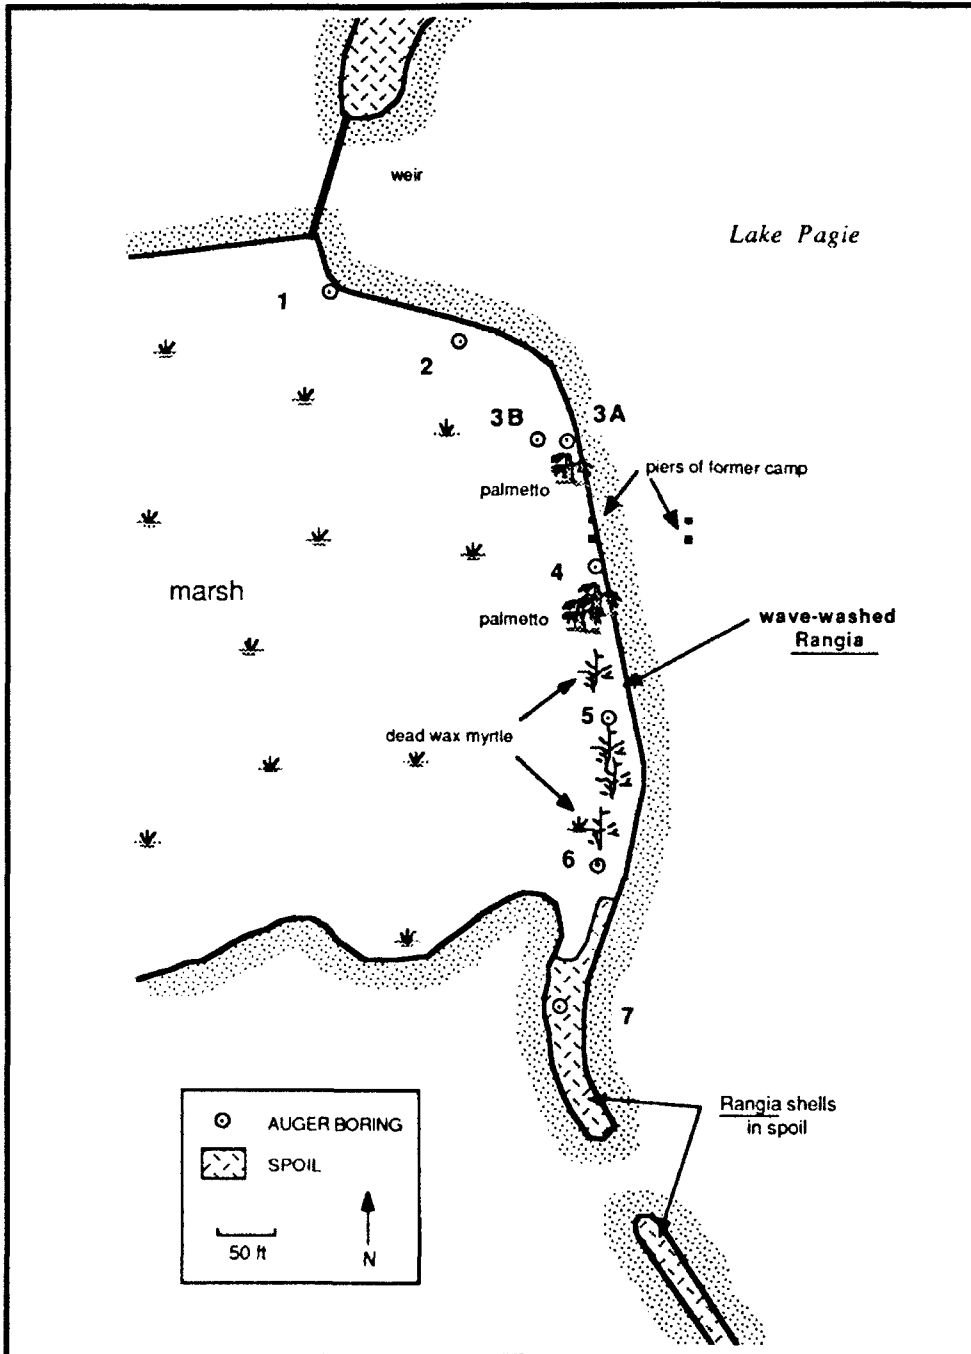 weir
Lake Pagie
1
2
3B
3A
piers of former camp
palmetto
4
marsh
palmetto
wave-washed
Rangia
5
dead wax myrtle
6
7
Rangia shells
in spoil
AUGER BORING
SPOIL
50 ft
N